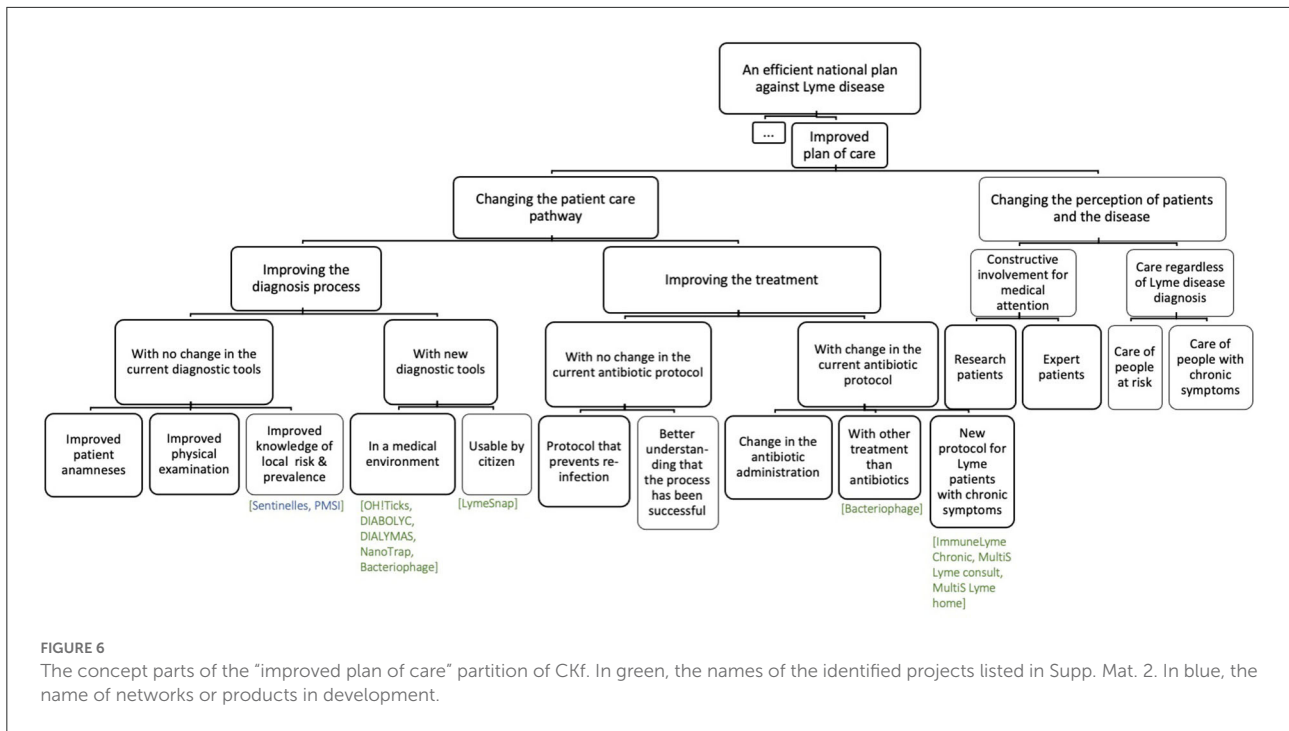 An efficient national plan
against Lyme disease
...
Improved
plan of care
Changing the patient care
pathway
Changing the perception of patients
and the disease
Improving the
diagnosis process
Improving the treatment
Constructive
involvement for
medical
attention
Care regardless
of Lyme disease
diagnosis
With no change in the
current diagnostic tools
With new
diagnostic tools
With no change in the
current antibiotic protocol
With change in the
current antibiotic
protocol
Research
patients
Expert
patients
Care of
people
at risk
Care of
people with
chronic
symptoms
Improved
patient
anamneses
Improved
physical
examination
Improved
knowledge of
local risk &
prevalence
[Sentinelles, PMSI]
In a medical
environment
[OH!Ticks,
DIABOLYC,
DIALYMAS,
NanoTrap,
Bacteriophage]
Usable by
citizen
[LymeSnap]
Protocol that
prevents re-
infection
Better
understan-
ding that
the process
has been
successful
Change in the
antibiotic
administration
With other
treatment
than
antibiotics
[Bacteriophage]
New
protocol for
Lyme
patients
with chronic
symptoms
[ImmuneLyme
Chronic, MultiS
Lyme consult,
MultiS Lyme
home]
FIGURE 6
The concept parts of the “improved plan of care” partition of CKf. In green, the names of the identified projects listed in Supp. Mat. 2. In blue, the
name of networks or products in development.